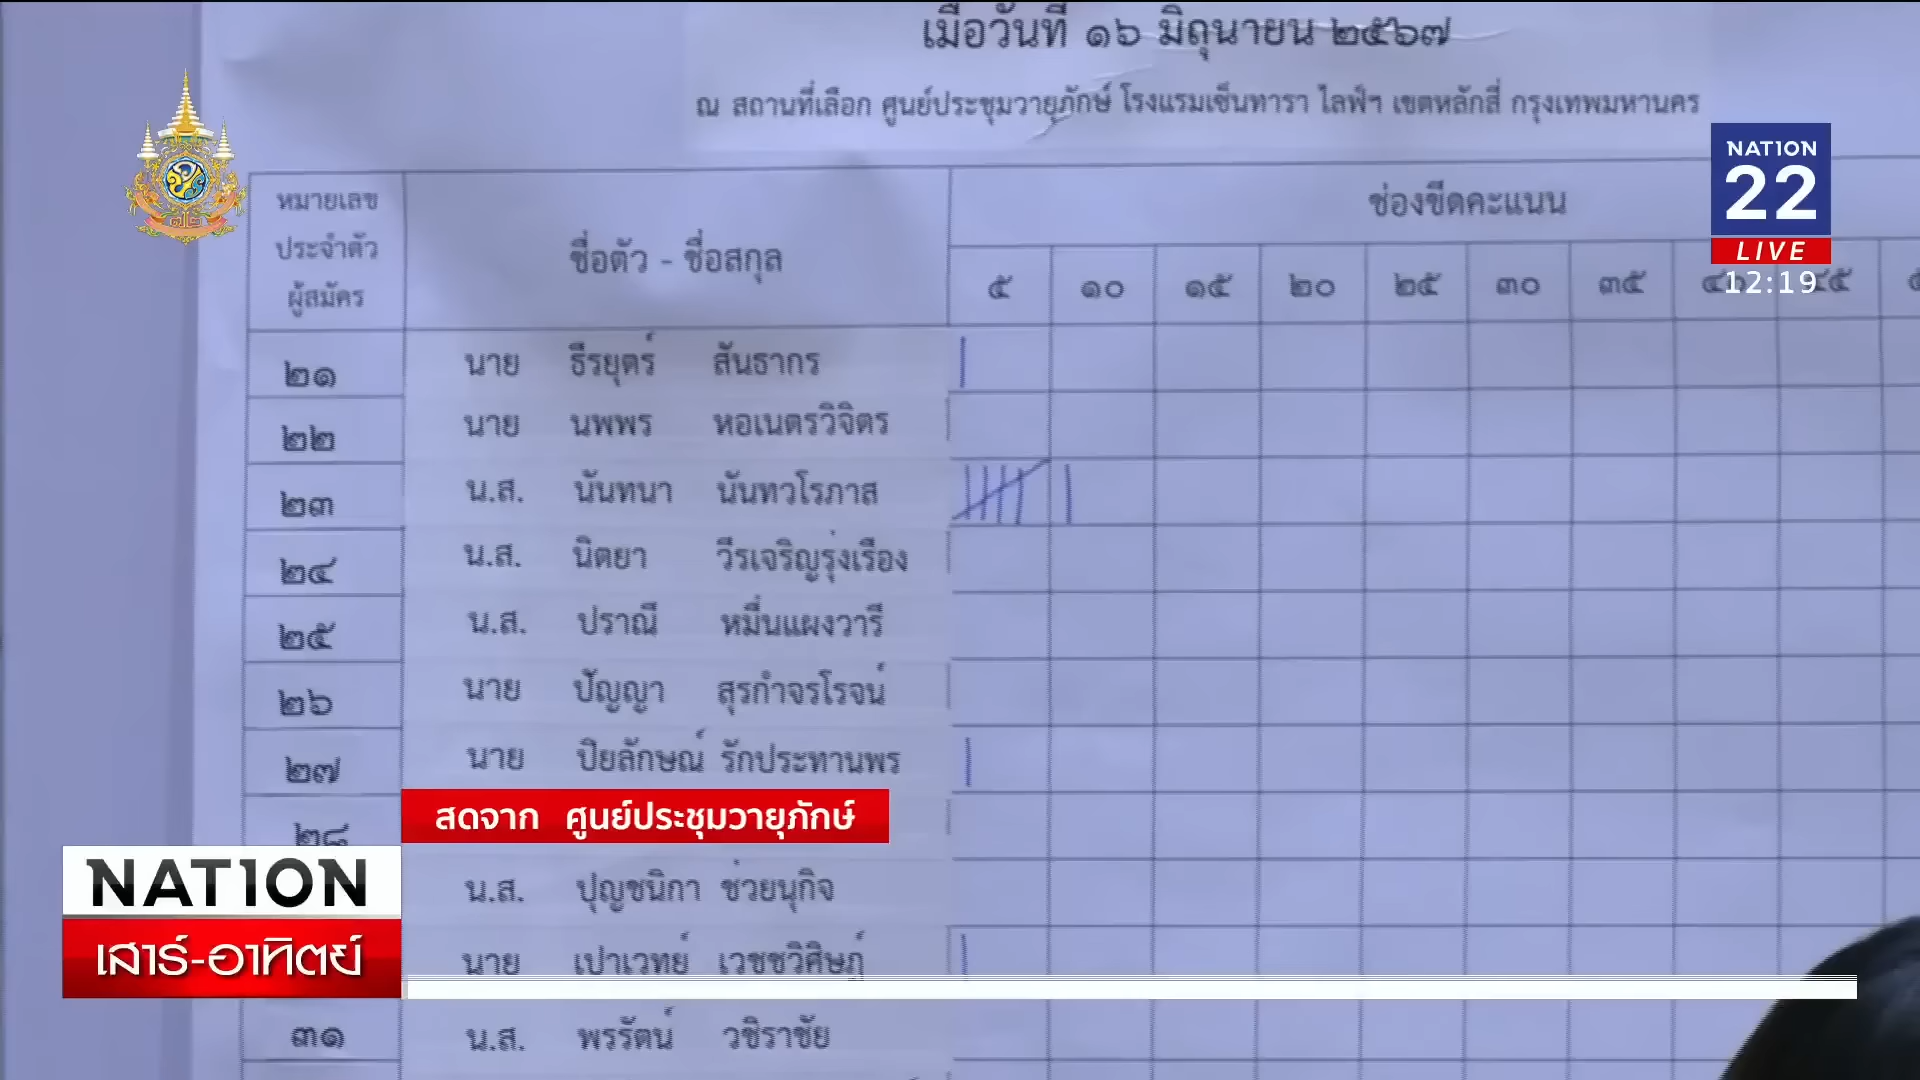 เมื่อวันที่ ๑๖ มิถุนายน ๒๕๖๗
ณ สถานที่เลือก ศูนย์ประชุมวายุภักษ์ โรงแรมเซ็นทารา ไลฟ์ฯ เขตหลักสี่ กรุงเทพมหานคร
NATION
22
LIVE
12:19
หมายเลข
ประจำตัว
ผู้สมัคร
ชื่อตัว - ชื่อสกุล
ช่องขีดคะแนน
๕ ๑๐ ๑๕ ๒๐ ๒๕ ๓๐ ๓๕ ๔๕
๒๑ นาย ธีรยุตร์ สันธากร
๒๒ นาย นพพร หอเนตรวิจิตร
๒๓ น.ส. นันทนา นันทวโรภาส
๒๔ น.ส. นิตยา วีรเจริญรุ่งเรือง
๒๕ น.ส. ปราณี หมื่นแผงวารี
๒๖ นาย ปัญญา สุรกำจรโรจน์
๒๗ นาย ปิยลักษณ์ รักประทานพร
๒๘
สดจาก ศูนย์ประชุมวายุภักษ์
น.ส. ปุญชนิกา ช่วยนุกิจ
นาย เปาเวทย์ เวชชวิศิษฏ์
๓๑ น.ส. พรรัตน์ วชิราชัย
NATION
เสาร์-อาทิตย์